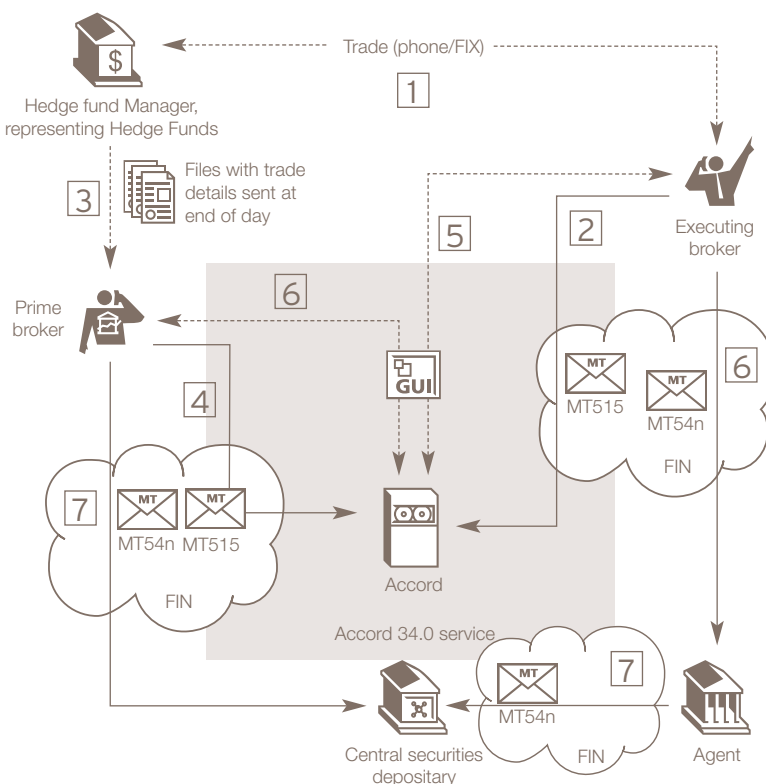 Trade (phone/FIX)
1
$
Hedge fund Manager,
representing Hedge Funds
3
Files with trade
details sent at
end of day
5
2
Executing
broker
6
Prime
broker
GUI
4
MT
MT515
MT
MT54n
FIN
6
7
MT
MT54n
MT
MT515
FIN
Accord
Accord 34.0 service
MT
MT54n
7
FIN
Central securities
depositary
Agent